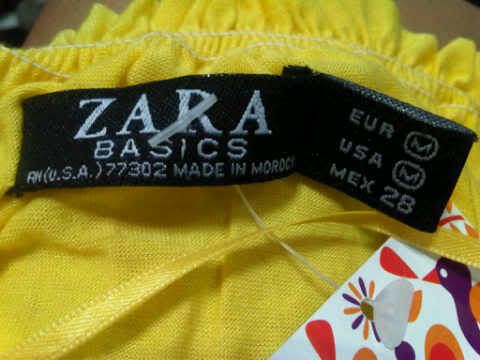 ZARA
BASICS
RN(U.S.A.)77302 MADE IN MOROC
EUR M
USA M
MEX 28